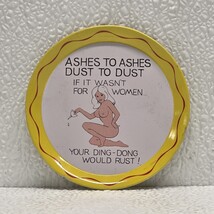 ASHES TO ASHES
DUST TO DUST
IF IT WASN'T
FOR WOMEN
YOUR DING-DONG
WOULD RUST!